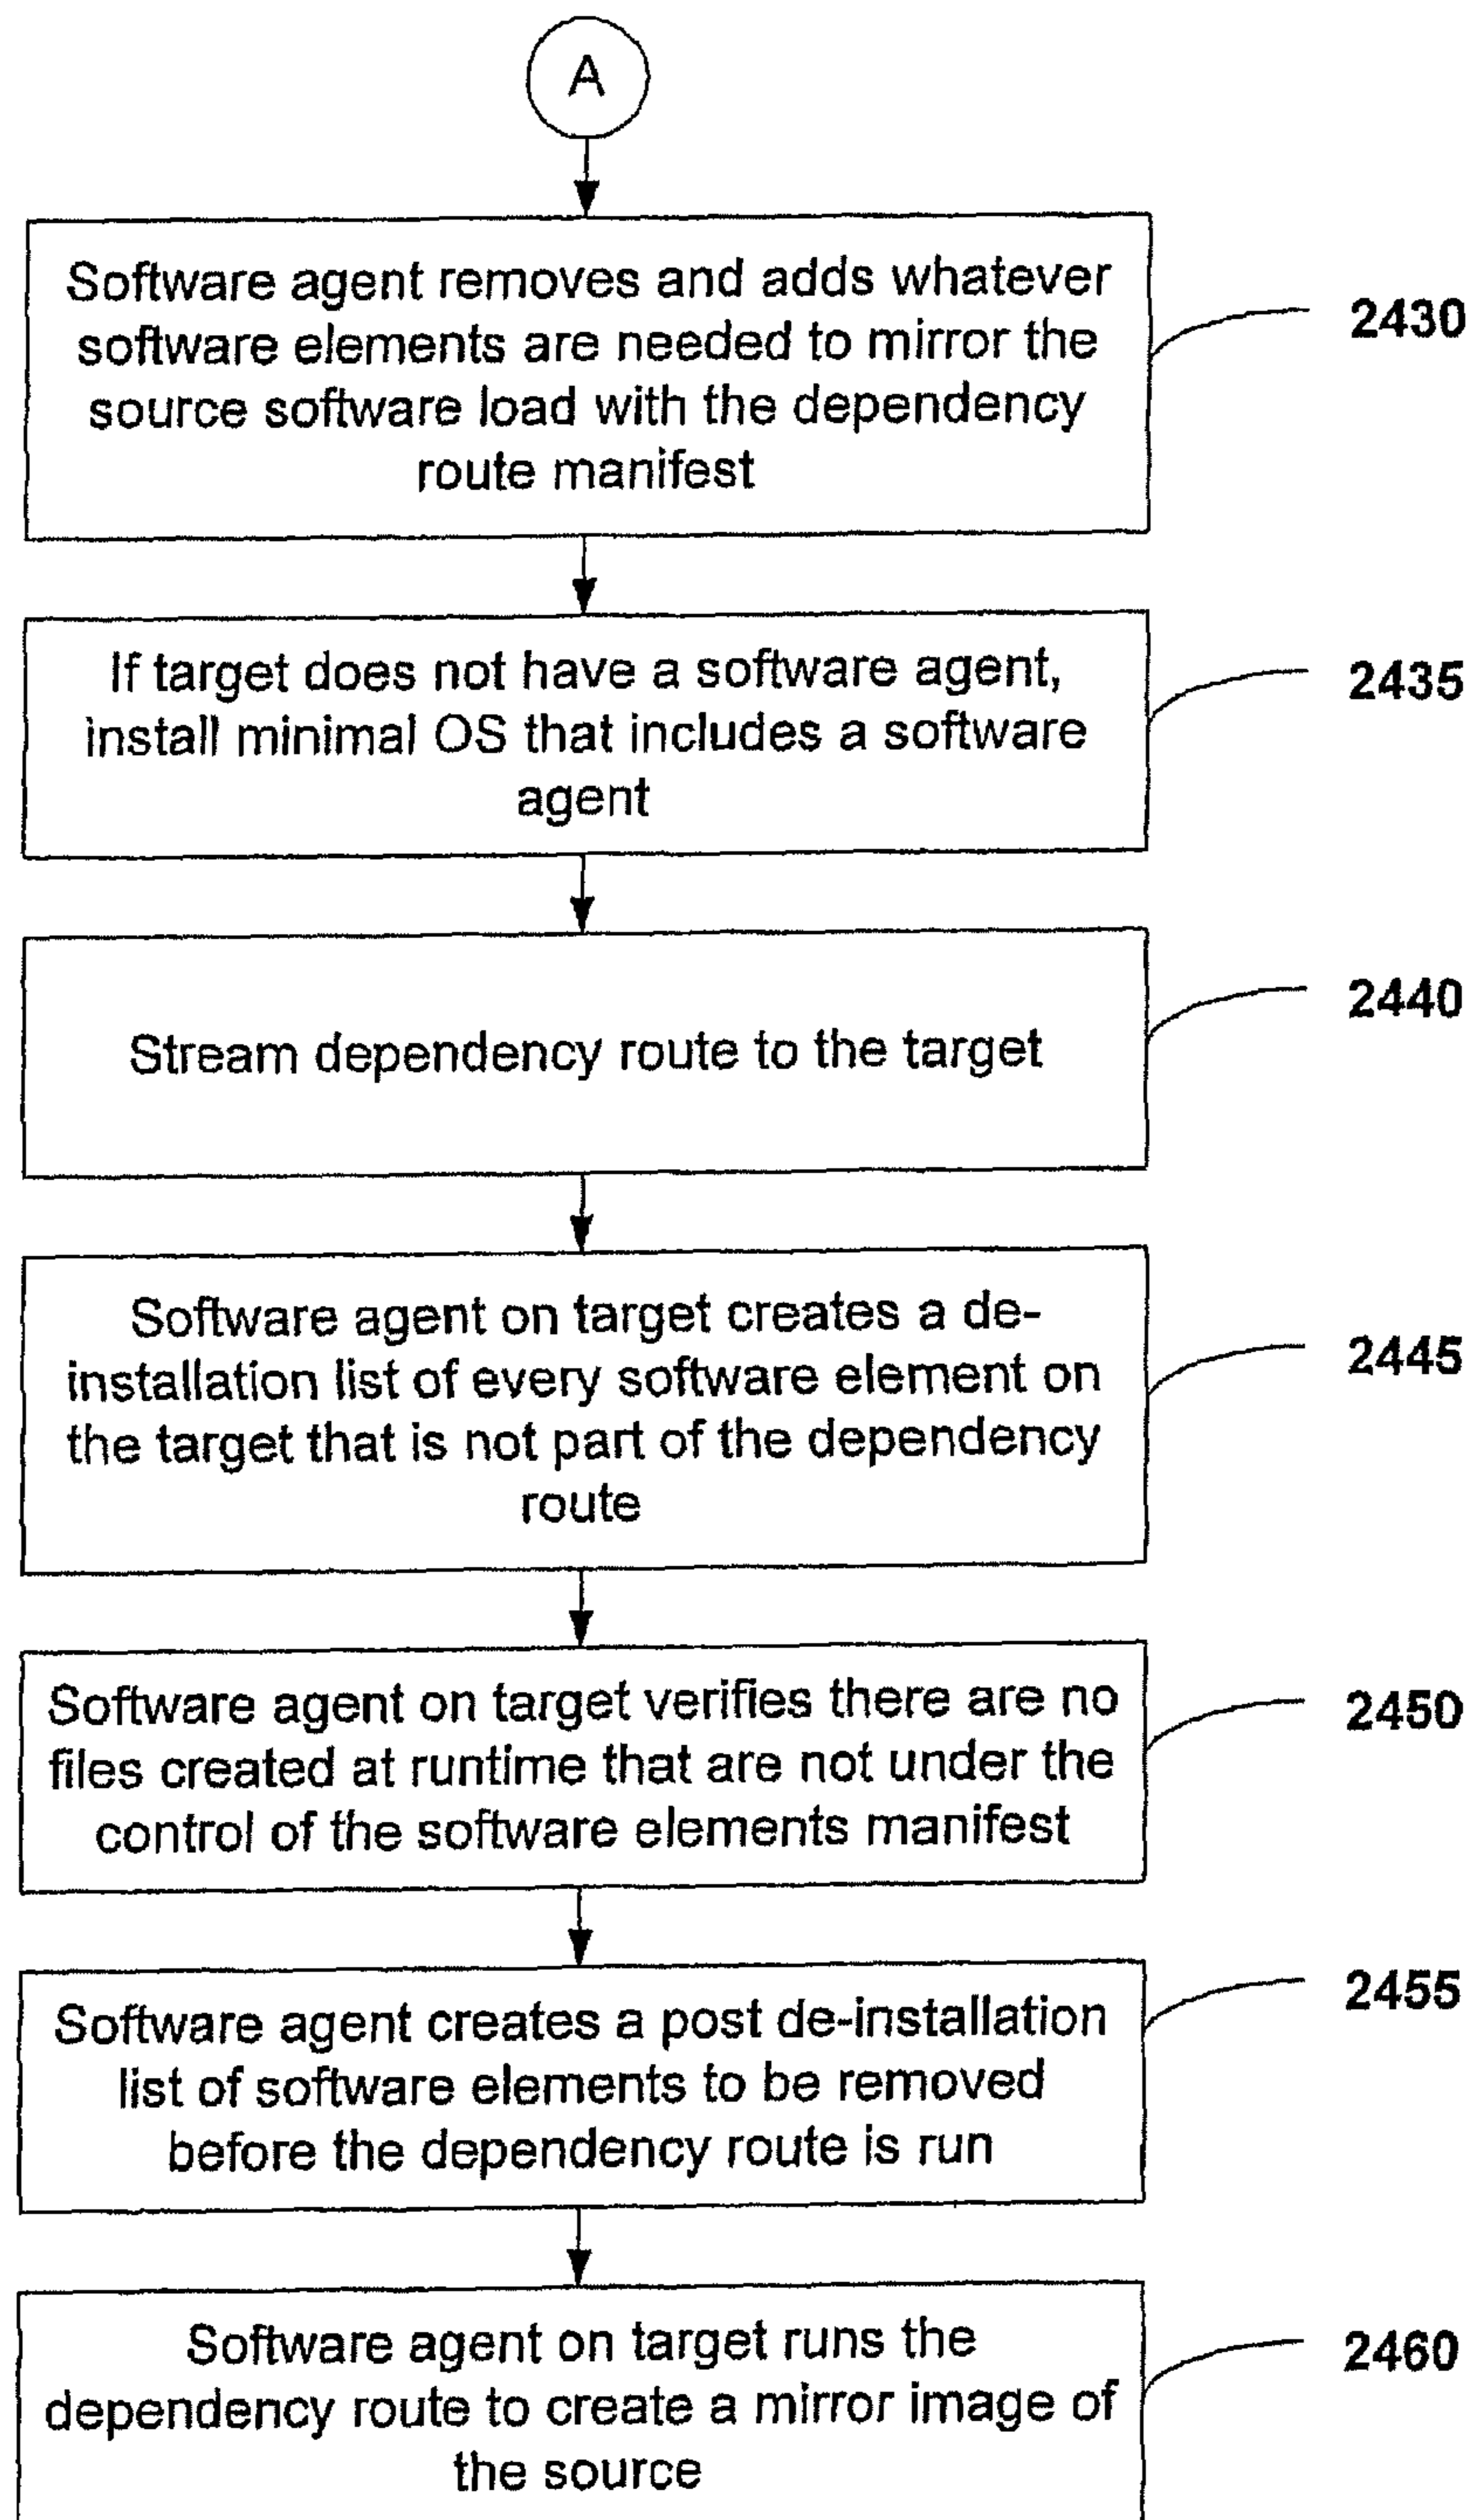 A
Software agent removes and adds whatever
software elements are needed to mirror the
source software load with the dependency
route manifest
2430
If target does not have a software agent,
install minimal OS that includes a software
agent
2435
Stream dependency route to the target
2440
Software agent on target creates a de-
installation list of every software element on
the target that is not part of the dependency
route
2445
Software agent on target verifies there are no
files created at runtime that are not under the
control of the software elements manifest
2450
Software agent creates a post de-installation
list of software elements to be removed
before the dependency route is run
2455
Software agent on target runs the
dependency route to create a mirror image of
the source
2460